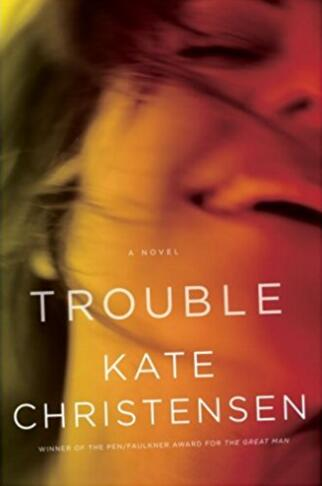 A NOVEL
TROUBLE
KATE
CHRISTENSEN
WINNER OF THE PEN/FAULKNER AWARD FOR THE GREAT MAN